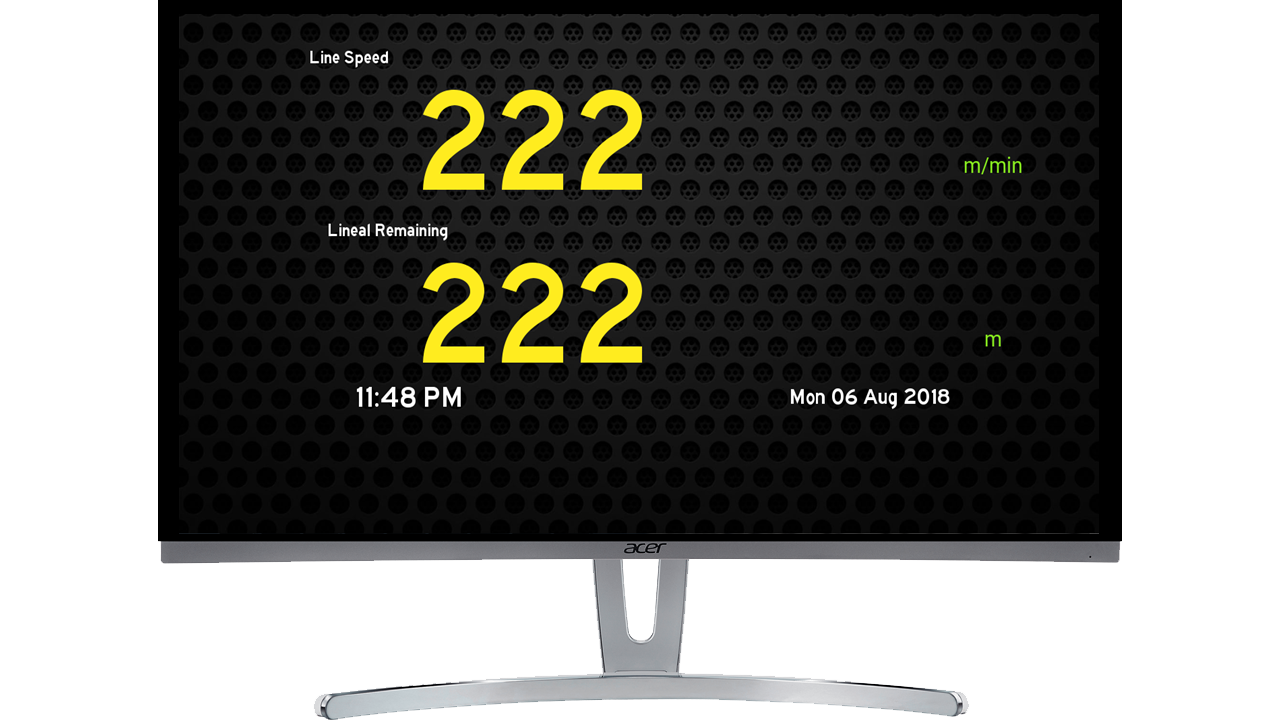 Line Speed
222
m/min
Lineal Remaining
222
m
11:48 PM
Mon 06 Aug 2018
acer